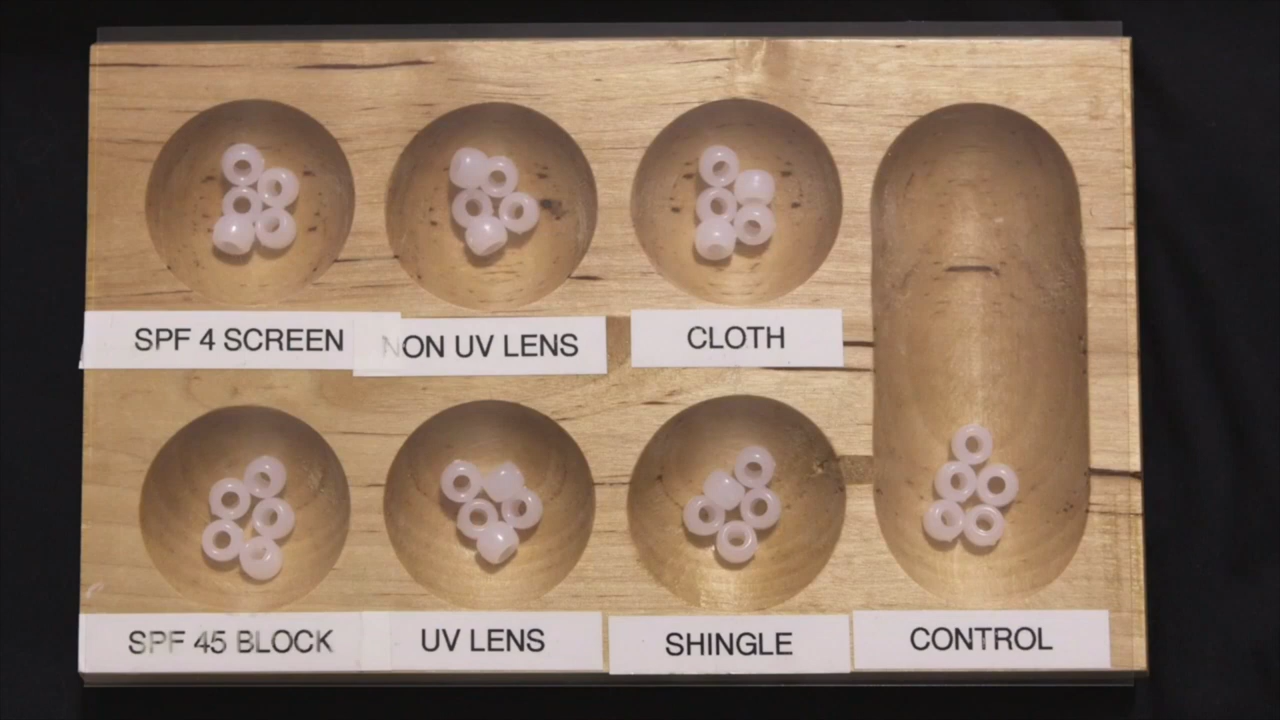 SPF 4 SCREEN
NON UV LENS
CLOTH
SPF 45 BLOCK
UV LENS
SHINGLE
CONTROL